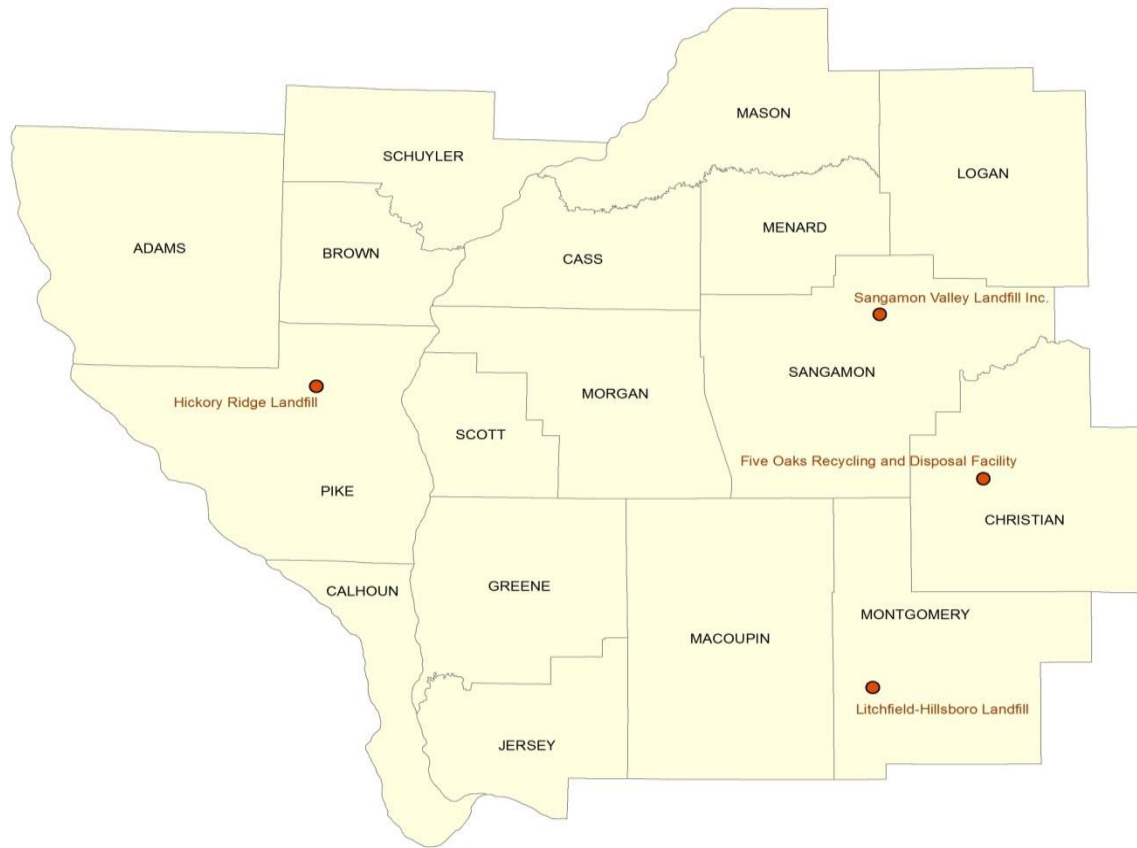 MASON
SCHUYLER
LOGAN
MENARD
ADAMS
BROWN
CASS
Sangamon Valley Landfill Inc.
SANGAMON
Hickory Ridge Landfill
MORGAN
SCOTT
Five Oaks Recycling and Disposal Facility
PIKE
CHRISTIAN
CALHOUN
GREENE
MONTGOMERY
MACOUPIN
Litchfield-Hillsboro Landfill
JERSEY